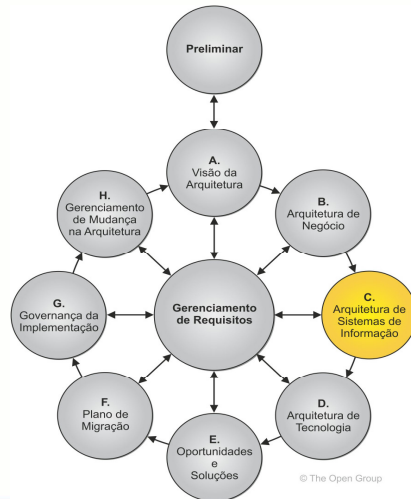 Preliminar
A.
Visão da
Arquitetura
B.
Arquitetura de
Negócio
C.
Arquitetura de
Sistemas de
Informação
D.
Arquitetura de
Tecnologia
E.
Oportunidades
e
Soluções
F.
Plano de
Migração
G.
Governança da
Implementação
H.
Gerenciamento
de Mudança
na Arquitetura
Gerenciamento
de Requisitos
© The Open Group